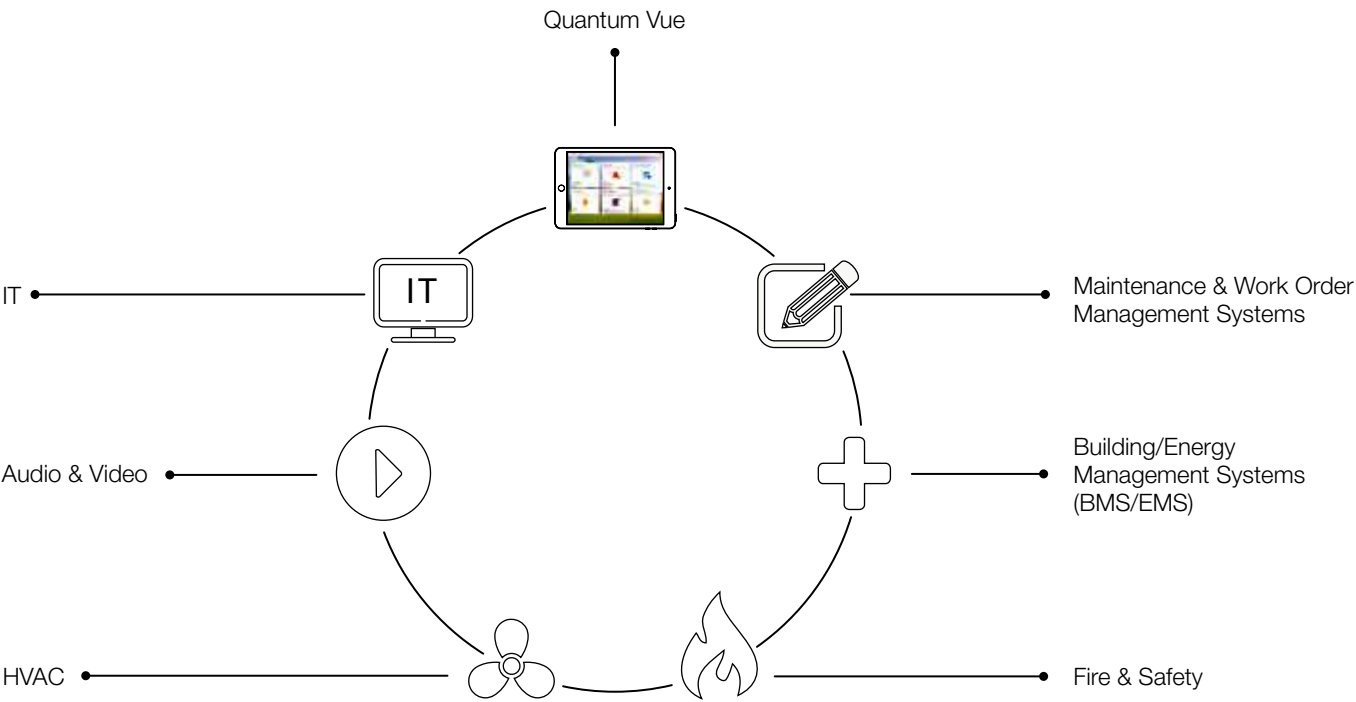 Quantum Vue
IT
IT
Maintenance & Work Order
Management Systems
Audio & Video
Building/Energy
Management Systems
(BMS/EMS)
HVAC
Fire & Safety